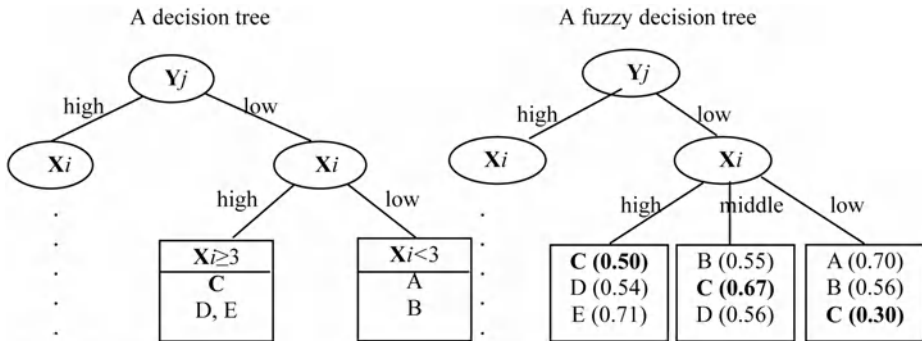 A decision tree
Yj
high
low
Xi
Xi
high
low
Xi≥3
C
D, E
Xi<3
A
B
A fuzzy decision tree
Yj
high
low
Xi
Xi
high
middle
low
C (0.50)
D (0.54)
E (0.71)
B (0.55)
C (0.67)
D (0.56)
A (0.70)
B (0.56)
C (0.30)